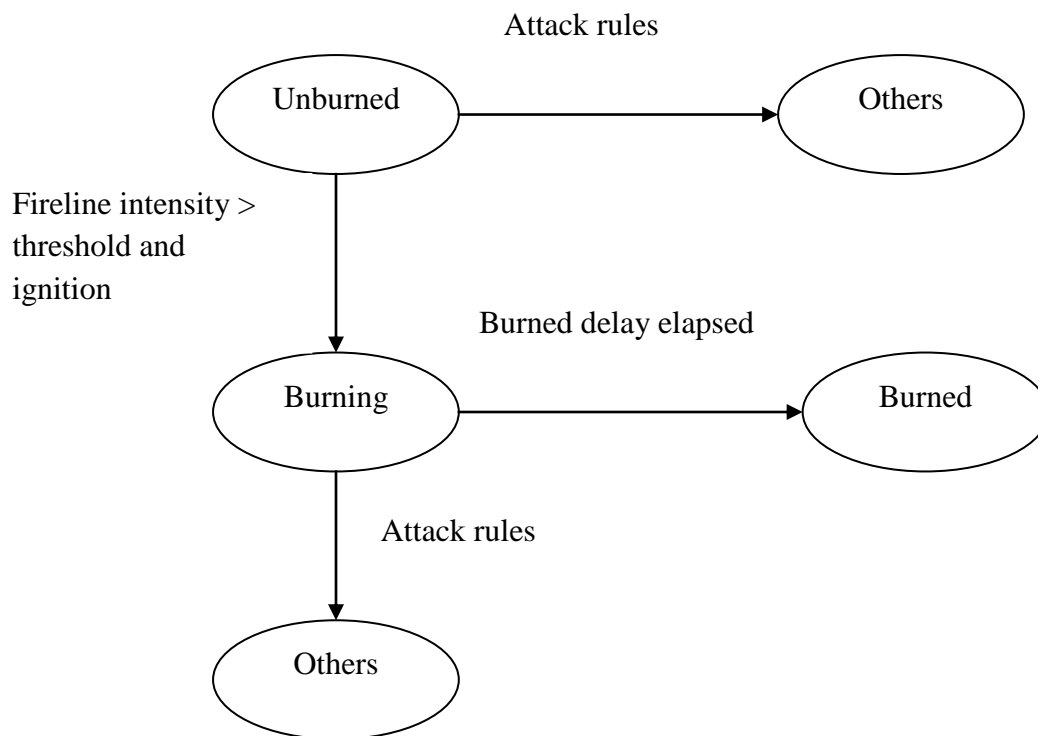 Attack rules
Unburned
Others
Fireline intensity >
threshold and
ignition
Burned delay elapsed
Burning
Burned
Attack rules
Others